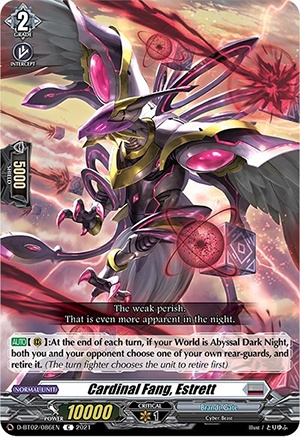 2
GRADE
INTERCEPT
5000
SHIELD
The weak perish.
That is even more apparent in the night.
AUTO[R]:At the end of each turn, if your World is Abyssal Dark Night,
both you and your opponent choose one of your own rear-guards, and
retire it. (The turn fighter chooses the unit to retire first)
NORMAL UNIT
Cardinal Fang, Estrett
D-BT02/086EN C 2021
POWER 10000
CRITICAL
1
Brandt Gate
Cyber Beast
Illust / とりゆふ